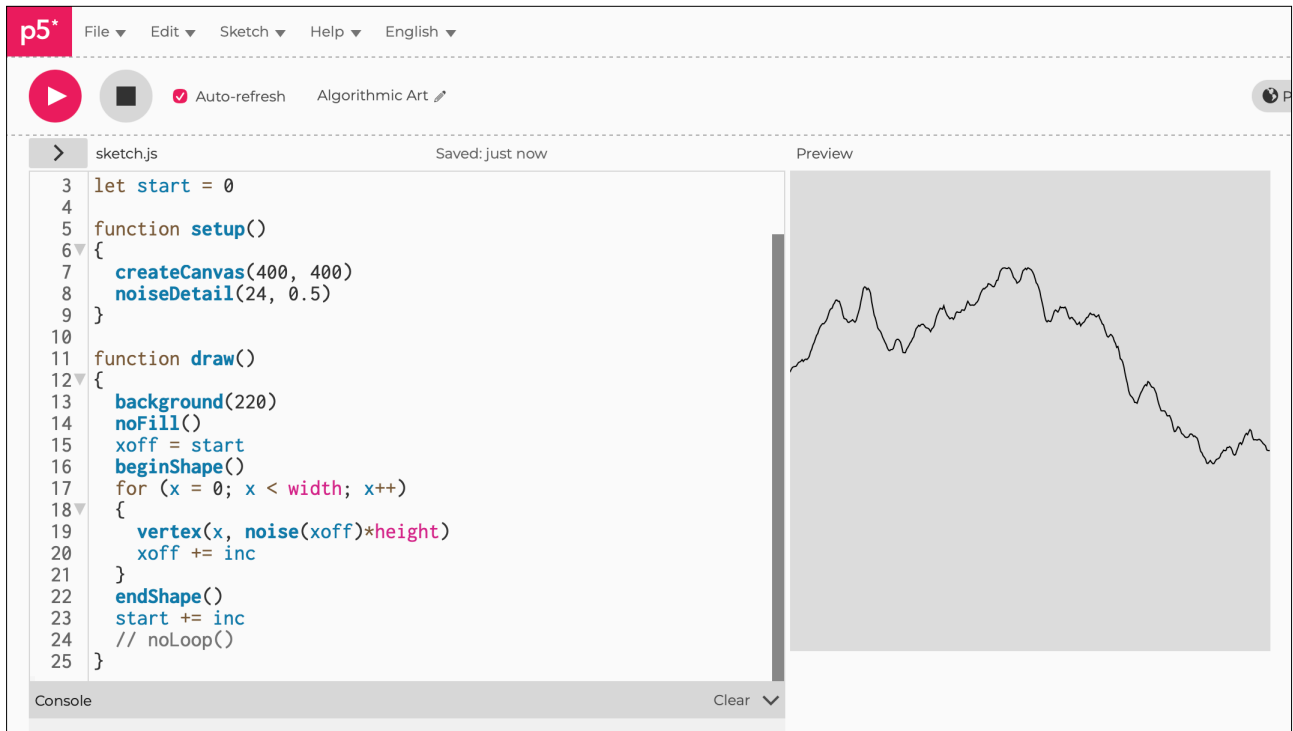 p5* File Edit Sketch Help English
Auto-refresh Algorithmic Art
sketch.js Saved: just now Preview
3 let start = 0
4
5 function setup()
6 {
7 createCanvas(400, 400)
8 noiseDetail(24, 0.5)
9 }
10
11 function draw()
12 {
13 background(220)
14 noFill()
15 xoff = start
16 beginShape()
17 for (x = 0; x < width; x++)
18 {
19 vertex(x, noise(xoff)*height)
20 xoff += inc
21 }
22 endShape()
23 start += inc
24 // noLoop()
25 }
Console Clear